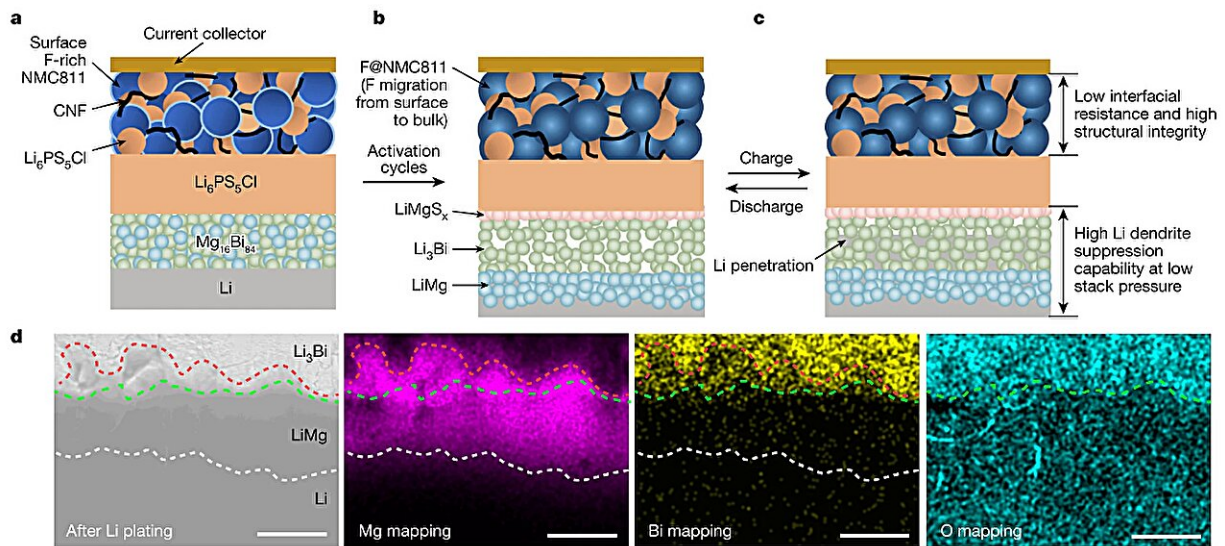 a
Current collector
Surface
F-rich
NMC811
CNF
Li₆PS₅Cl
Li₆PS₅Cl
Mg₁₆Bi₈₄
Li
Activation
cycles
b
F@NMC811
(F migration
from surface
to bulk)
LiMgSₓ
Li₃Bi
LiMg
Charge
Discharge
c
Low interfacial
resistance and high
structural integrity
Li penetration
High Li dendrite
suppression
capability at low
stack pressure
d
Li₃Bi
LiMg
Li
After Li plating
Mg mapping
Bi mapping
O mapping